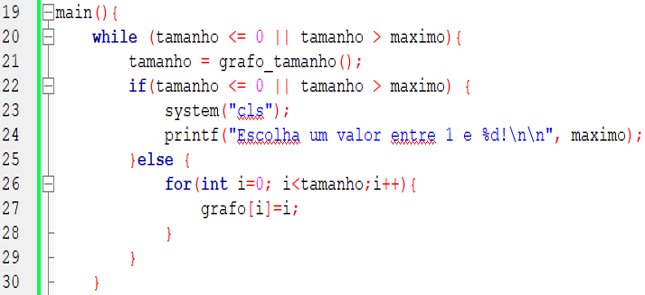 19 main(){
20 while (tamanho <= 0 || tamanho > maximo){
21 tamanho = grafo_tamanho();
22 if(tamanho <= 0 || tamanho > maximo) {
23 system("cls");
24 printf("Escolha um valor entre 1 e %d!\n\n", maximo);
25 }else {
26 for(int i=0; i<tamanho;i++){
27 grafo[i]=i;
28 }
29 }
30 }